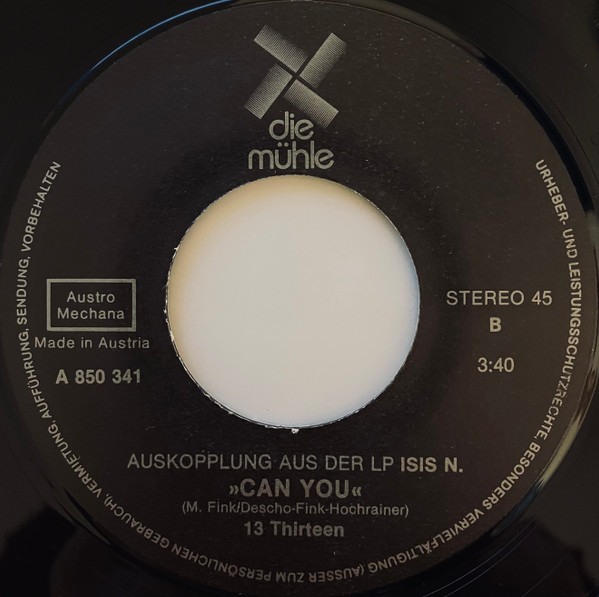 die
mühle
URHEBER- UND LEISTUNGSSCHUTZRECHTE, BESONDERS VERVIELFÄLTIGUNG (AUSSER ZUM PERSÖNLICHEN GEBRAUCH), VERMIETUNG, AUFFÜHRUNG, SENDUNG, VORBEHALTEN
Austro
Mechana
Made in Austria
A 850 341
STEREO 45
B
3:40
AUSKOPPLUNG AUS DER LP ISIS N.
»CAN YOU«
(M. Fink/Descho-Fink-Hochrainer)
13 Thirteen